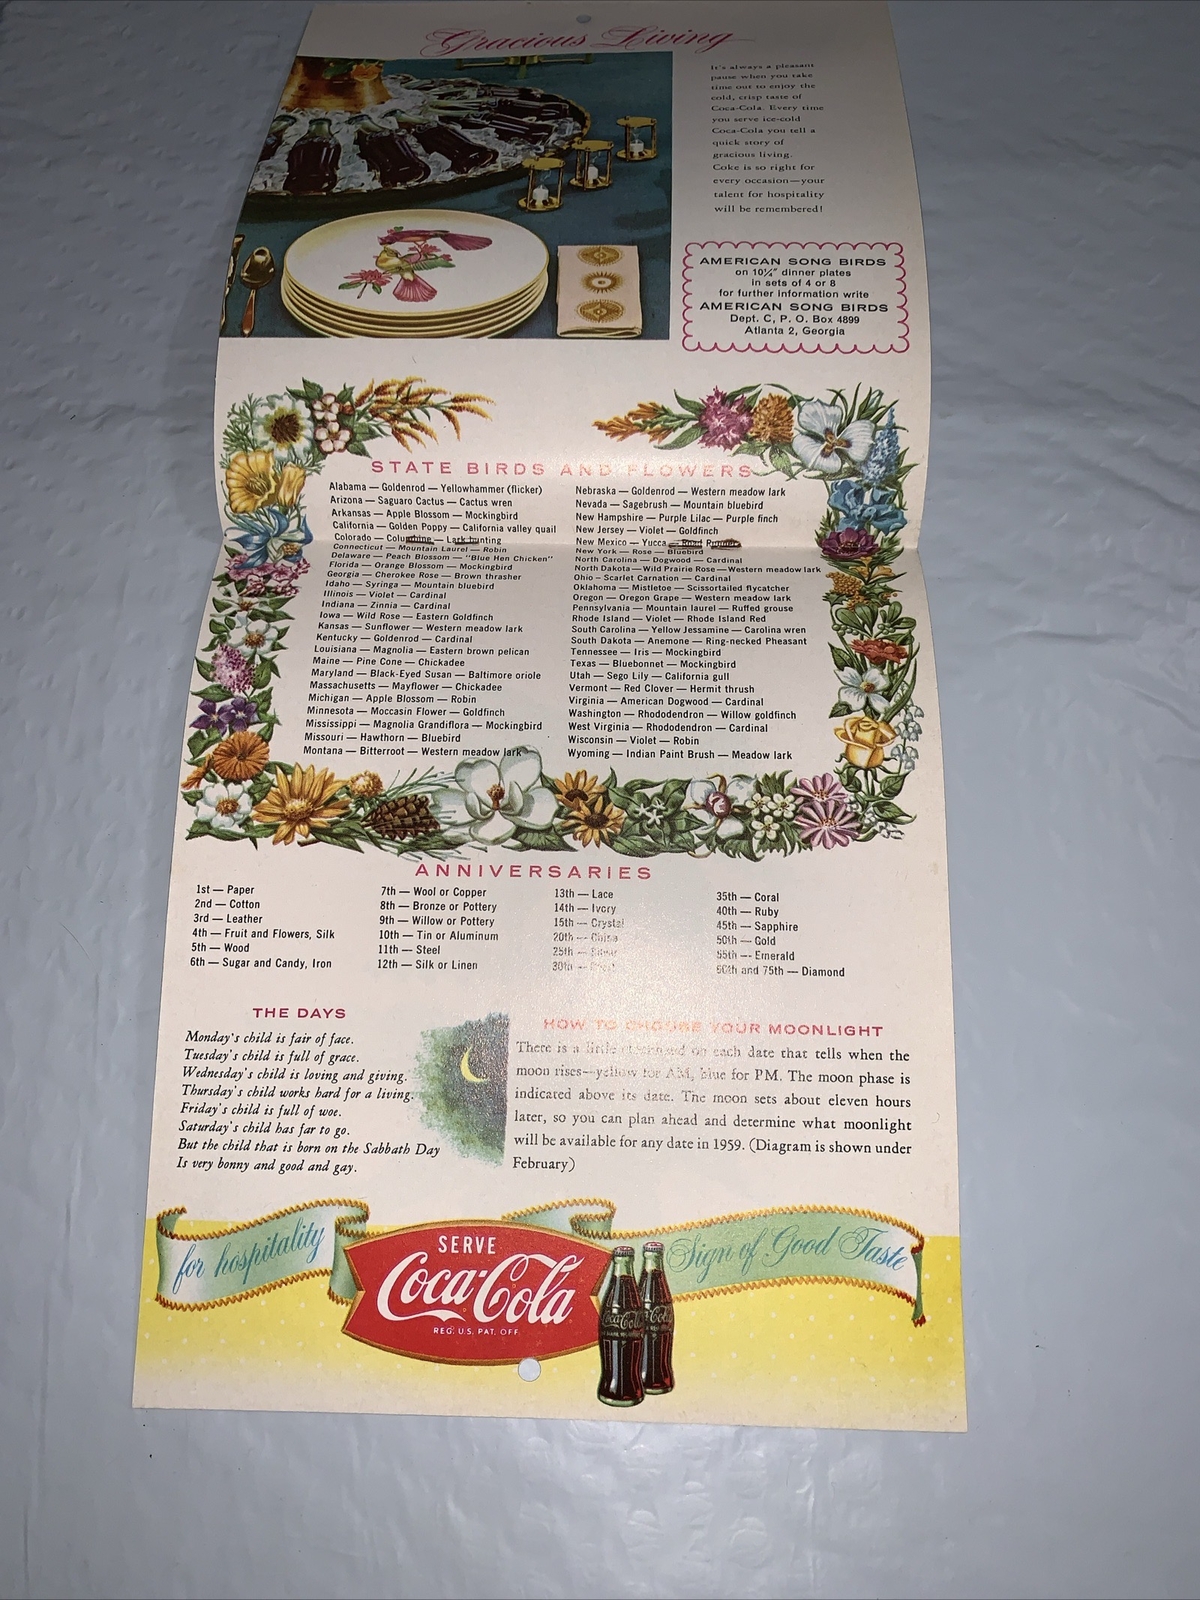 Gracious Living
It's always a pleasant
pause when you take
time out to enjoy the
cold, crisp taste of
Coca-Cola. Every time
you serve ice-cold
Coca-Cola you tell a
quick story of
gracious living.
Coke is so right for
every occasion—your
talent for hospitality
will be remembered!
AMERICAN SONG BIRDS
on 10¼" dinner plates
in sets of 4 or 8
for further information write
AMERICAN SONG BIRDS
Dept. C, P. O. Box 4899
Atlanta 2, Georgia
STATE BIRDS AND FLOWERS
Alabama — Goldenrod — Yellowhammer (flicker)
Arizona — Saguaro Cactus — Cactus wren
Arkansas — Apple Blossom — Mockingbird
California — Golden Poppy — California valley quail
Colorado — Columbine — Lark bunting
Connecticut — Mountain Laurel — Robin
Delaware — Peach Blossom — "Blue Hen Chicken"
Florida — Orange Blossom — Mockingbird
Georgia — Cherokee Rose — Brown thrasher
Idaho — Syringa — Mountain bluebird
Illinois — Violet — Cardinal
Indiana — Zinnia — Cardinal
Iowa — Wild Rose — Eastern Goldfinch
Kansas — Sunflower — Western meadow lark
Kentucky — Goldenrod — Cardinal
Louisiana — Magnolia — Eastern brown pelican
Maine — Pine Cone — Chickadee
Maryland — Black-Eyed Susan — Baltimore oriole
Massachusetts — Mayflower — Chickadee
Michigan — Apple Blossom — Robin
Minnesota — Moccasin Flower — Goldfinch
Mississippi — Magnolia Grandiflora — Mockingbird
Missouri — Hawthorn — Bluebird
Montana — Bitterroot — Western meadow lark
Nebraska — Goldenrod — Western meadow lark
Nevada — Sagebrush — Mountain bluebird
New Hampshire — Purple Lilac — Purple finch
New Jersey — Violet — Goldfinch
New Mexico — Yucca — Road
New York — Rose — Bluebird
North Carolina — Dogwood — Cardinal
North Dakota — Wild Prairie Rose — Western meadow lark
Ohio — Scarlet Carnation — Cardinal
Oklahoma — Mistletoe — Scissortailed flycatcher
Oregon — Oregon Grape — Western meadow lark
Pennsylvania — Mountain laurel — Ruffed grouse
Rhode Island — Violet — Rhode Island Red
South Carolina — Yellow Jessamine — Carolina wren
South Dakota — Anemone — Ring-necked Pheasant
Tennessee — Iris — Mockingbird
Texas — Bluebonnet — Mockingbird
Utah — Sego Lily — California gull
Vermont — Red Clover — Hermit thrush
Virginia — American Dogwood — Cardinal
Washington — Rhododendron — Willow goldfinch
West Virginia — Rhododendron — Cardinal
Wisconsin — Violet — Robin
Wyoming — Indian Paint Brush — Meadow lark
ANNIVERSARIES
1st — Paper
2nd — Cotton
3rd — Leather
4th — Fruit and Flowers, Silk
5th — Wood
6th — Sugar and Candy, Iron
7th — Wool or Copper
8th — Bronze or Pottery
9th — Willow or Pottery
10th — Tin or Aluminum
11th — Steel
12th — Silk or Linen
13th — Lace
14th — Ivory
15th — Crystal
20th — China
25th — Silver
30th —
35th — Coral
40th — Ruby
45th — Sapphire
50th — Gold
55th — Emerald
60th and 75th — Diamond
THE DAYS
Monday's child is fair of face.
Tuesday's child is full of grace.
Wednesday's child is loving and giving.
Thursday's child works hard for a living.
Friday's child is full of woe.
Saturday's child has far to go.
But the child that is born on the Sabbath Day
Is very bonny and good and gay.
HOW TO CHOOSE YOUR MOONLIGHT
There is a little on each date that tells when the
moon rises—yellow for AM, blue for PM. The moon phase is
indicated above its date. The moon sets about eleven hours
later, so you can plan ahead and determine what moonlight
will be available for any date in 1959. (Diagram is shown under
February)
for hospitality
SERVE
Coca-Cola
REG. U.S. PAT. OFF.
Sign of Good Taste
Coca-Cola